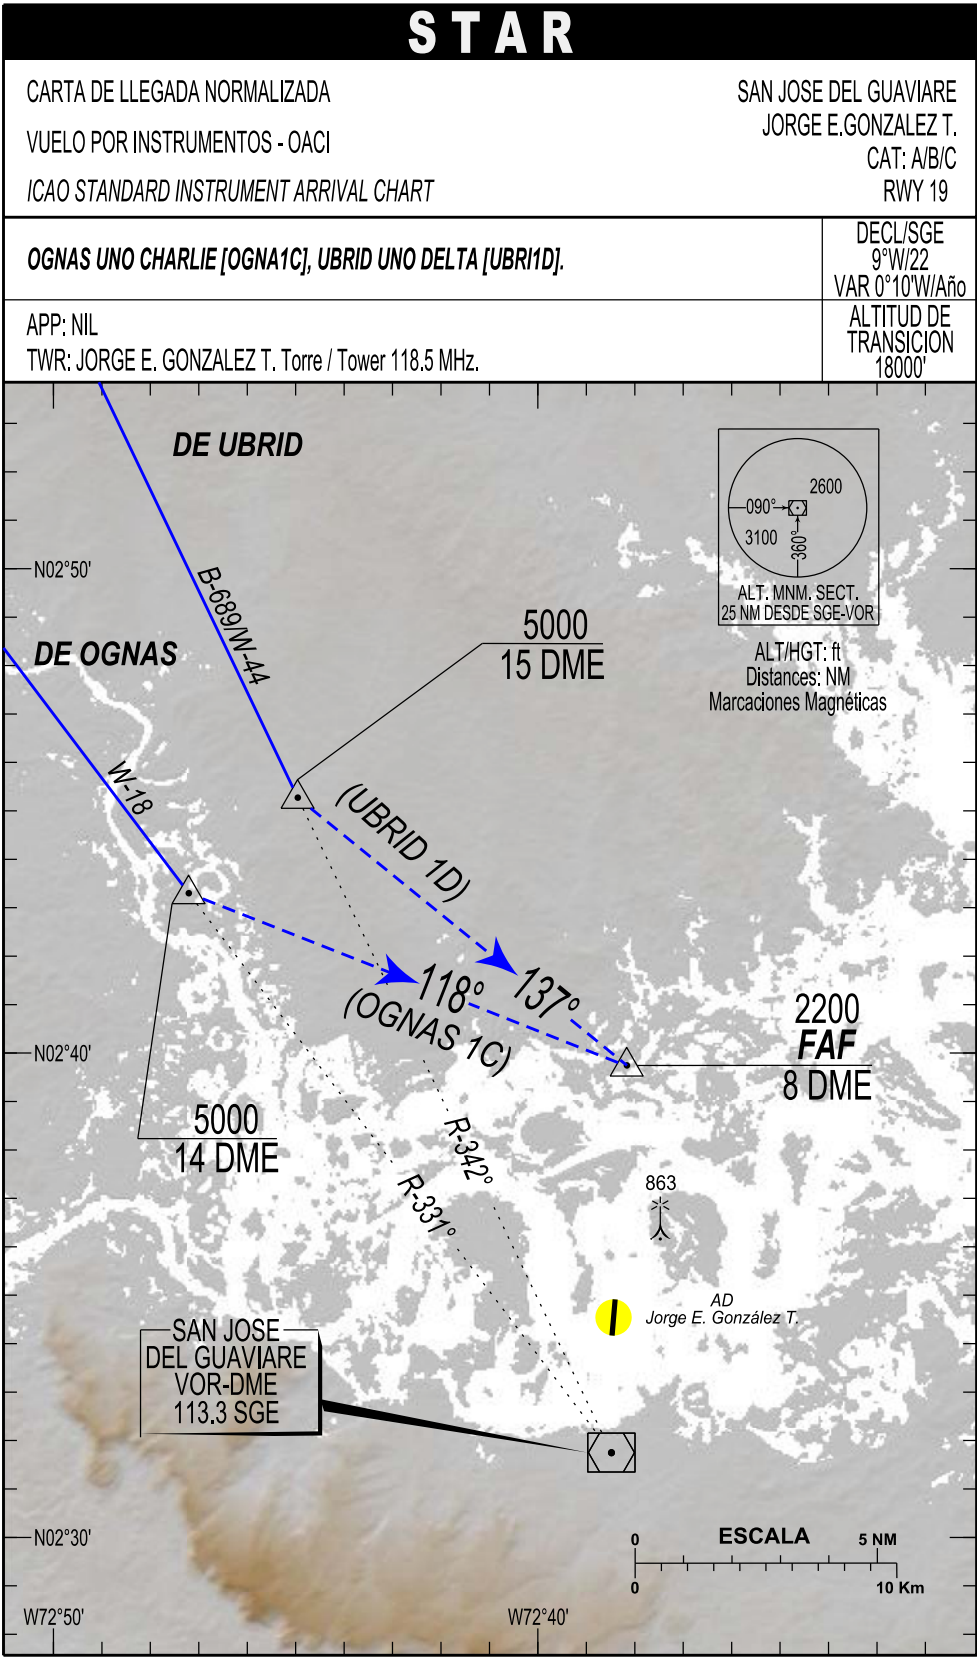 STAR
CARTA DE LLEGADA NORMALIZADA
VUELO POR INSTRUMENTOS - OACI
ICAO STANDARD INSTRUMENT ARRIVAL CHART
SAN JOSE DEL GUAVIARE
JORGE E.GONZALEZ T.
CAT: A/B/C
RWY 19
OGNAS UNO CHARLIE [OGNA1C], UBRID UNO DELTA [UBRI1D].
DECL/SGE
9°W/22
VAR 0°10'W/Año
APP: NIL
TWR: JORGE E. GONZALEZ T. Torre / Tower 118.5 MHz.
ALTITUD DE
TRANSICION
18000'
DE UBRID
2600
090°
3100
360°
ALT. MNM. SECT.
25 NM DESDE SGE-VOR
N02°50'
B-689/W-44
5000
15 DME
DE OGNAS
ALT/HGT: ft
Distances: NM
Marcaciones Magnéticas
W-18
(UBRID 1D)
118°
137°
(OGNAS 1C)
2200
FAF
8 DME
N02°40'
5000
14 DME
R-342°
R-331°
863
AD
Jorge E. González T.
SAN JOSE
DEL GUAVIARE
VOR-DME
113.3 SGE
N02°30'
0 ESCALA 5 NM
0 10 Km
W72°50'
W72°40'